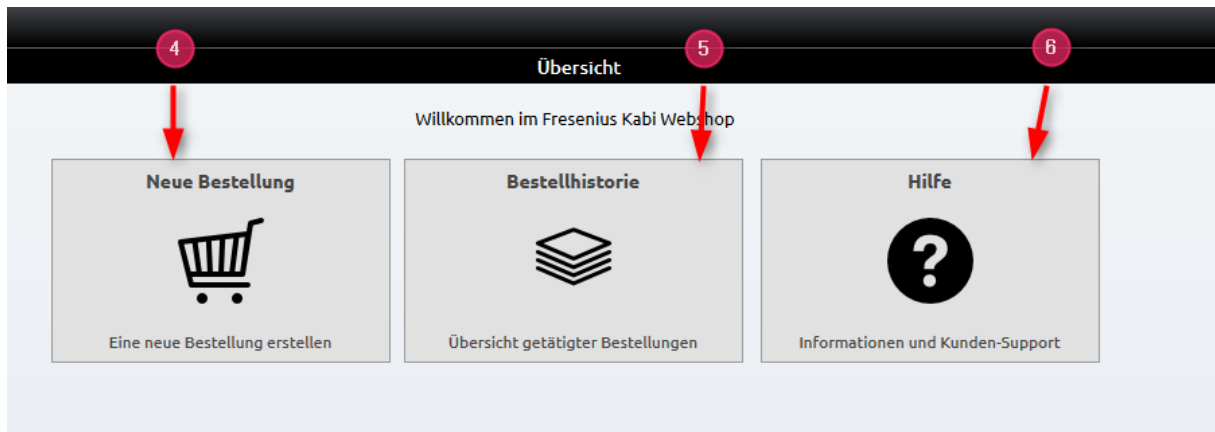 4 5 6
Übersicht
Willkommen im Fresenius Kabi Webshop
Neue Bestellung Bestellhistorie Hilfe
?
Eine neue Bestellung erstellen Übersicht getätigter Bestellungen Informationen und Kunden-Support